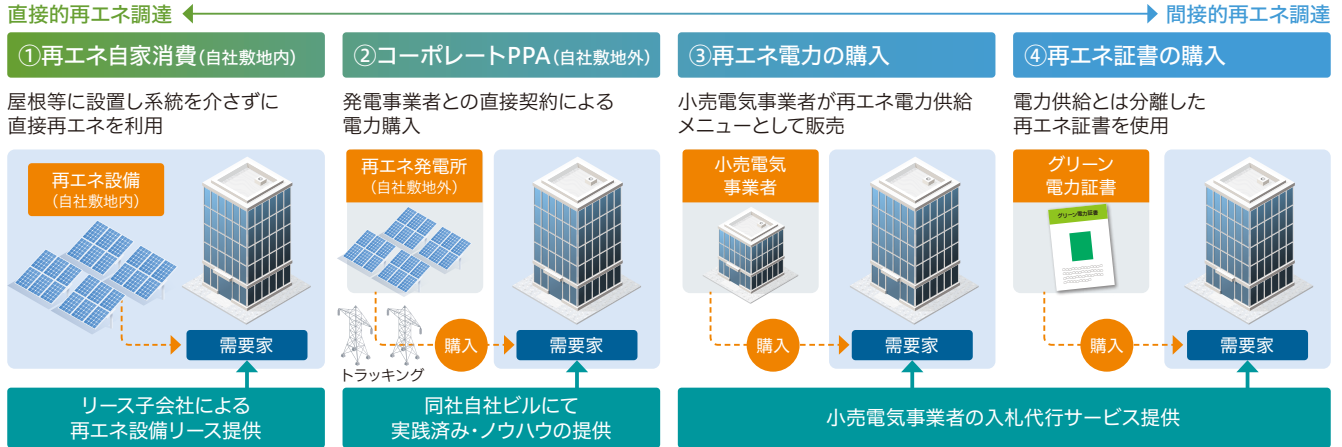 直接的再エネ調達
間接的再エネ調達
①再エネ自家消費(自社敷地内)
屋根等に設置し系統を介さずに
直接再エネを利用
再エネ設備
(自社敷地内)
需要家
リース子会社による
再エネ設備リース提供
②コーポレートPPA(自社敷地外)
発電事業者との直接契約による
電力購入
再エネ発電所
(自社敷地外)
トラッキング
購入
需要家
同社自社ビルにて
実践済み・ノウハウの提供
③再エネ電力の購入
小売電気事業者が再エネ電力供給
メニューとして販売
小売電気
事業者
購入
需要家
④再エネ証書の購入
電力供給とは分離した
再エネ証書を使用
グリーン
電力証書
グリーン電力証書
購入
需要家
小売電気事業者の入札代行サービス提供